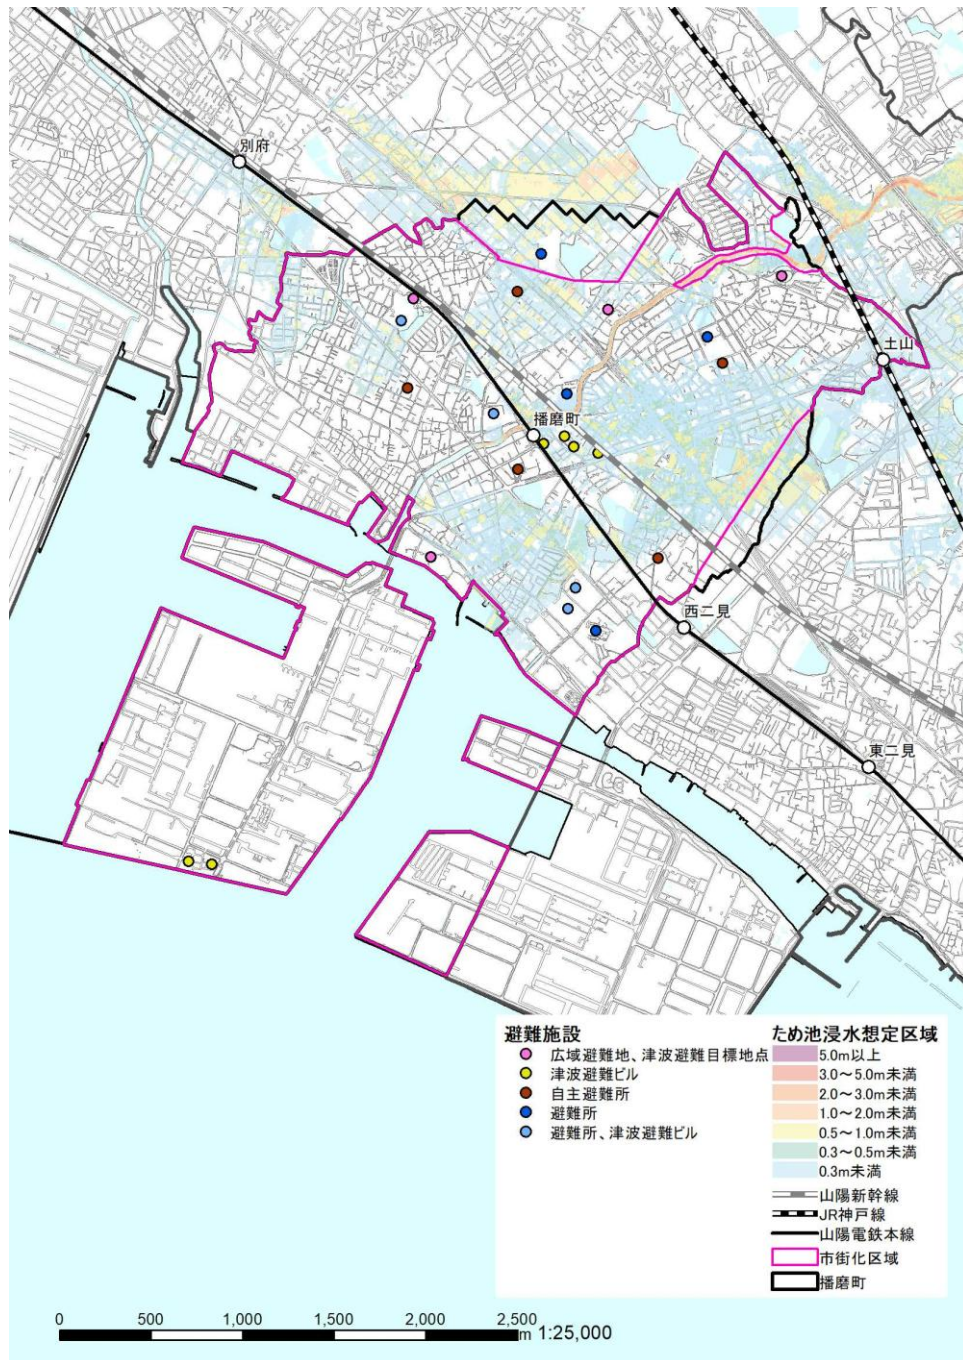 別府
土山
播磨町
西二見
東二見
避難施設
広域避難地、津波避難目標地点
津波避難ビル
自主避難所
避難所
避難所、津波避難ビル
ため池浸水想定区域
5.0m以上
3.0～5.0m未満
2.0～3.0m未満
1.0～2.0m未満
0.5～1.0m未満
0.3～0.5m未満
0.3m未満
山陽新幹線
JR神戸線
山陽電鉄本線
市街化区域
播磨町
0 500 1,000 1,500 2,000 2,500
m 1:25,000